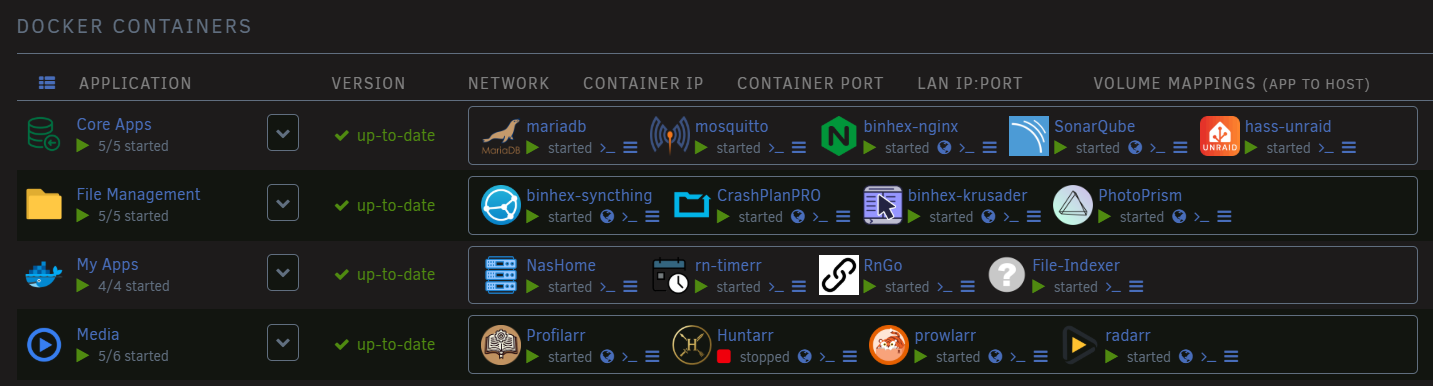 DOCKER CONTAINERS
APPLICATION VERSION NETWORK CONTAINER IP CONTAINER PORT LAN IP:PORT VOLUME MAPPINGS (APP TO HOST)
Core Apps
5/5 started
up-to-date
MariaDB
mariadb
started >_
mosquitto
started >_
N
binhex-nginx
started >_
SonarQube
started >_
UNRAID
hass-unraid
started >_
File Management
5/5 started
up-to-date
binhex-syncthing
started >_
CrashPlanPRO
started >_
binhex-krusader
started >_
PhotoPrism
started >_
My Apps
4/4 started
up-to-date
NasHome
started >_
rn-timerr
started >_
RnGo
started >_
?
File-Indexer
started >_
Media
5/6 started
up-to-date
Profilarr
started >_
H
Huntarr
stopped >_
prowlarr
started >_
radarr
started >_